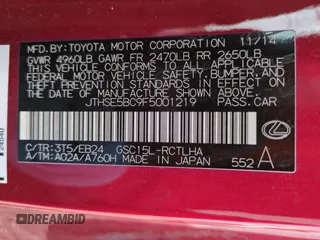 MFD. BY: TOYOTA MOTOR CORPORATION 11/14
GVWR 4960LB GAWR FR 2470LB RR 2650LB
THIS VEHICLE CONFORMS TO ALL APPLICABLE
FEDERAL MOTOR VEHICLE SAFETY, BUMPER, AND
THEFT PREVENTION STANDARDS IN EFFECT ON
THE DATE OF MANUFACTURE SHOWN ABOVE.
JTHSE5BC9F5001219 PASS.CAR
C/TR:3T5/EB24 GSC15L-RCTLHA
A/TM:A02A/A760H MADE IN JAPAN 552A
AUTOBIDMASTER